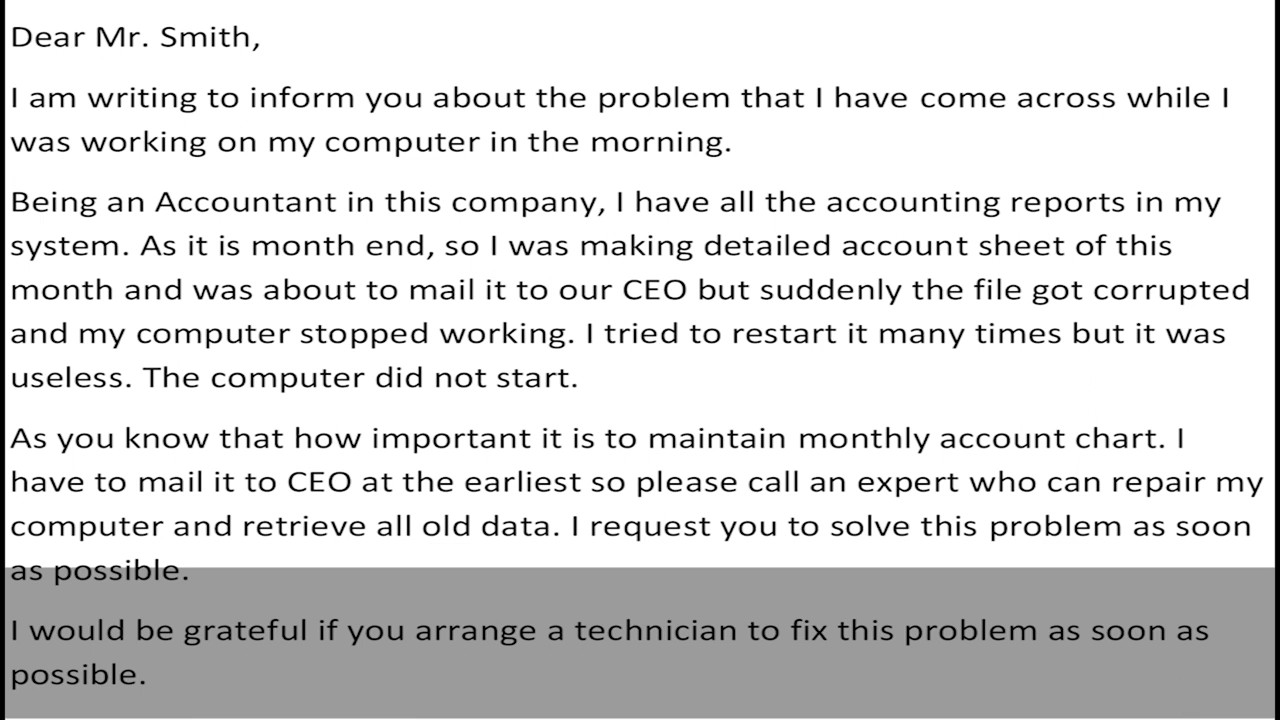 Dear Mr. Smith,
I am writing to inform you about the problem that I have come across while I
was working on my computer in the morning.
Being an Accountant in this company, I have all the accounting reports in my
system. As it is month end, so I was making detailed account sheet of this
month and was about to mail it to our CEO but suddenly the file got corrupted
and my computer stopped working. I tried to restart it many times but it was
useless. The computer did not start.
As you know that how important it is to maintain monthly account chart. I
have to mail it to CEO at the earliest so please call an expert who can repair my
computer and retrieve all old data. I request you to solve this problem as soon
as possible.
I would be grateful if you arrange a technician to fix this problem as soon as
possible.